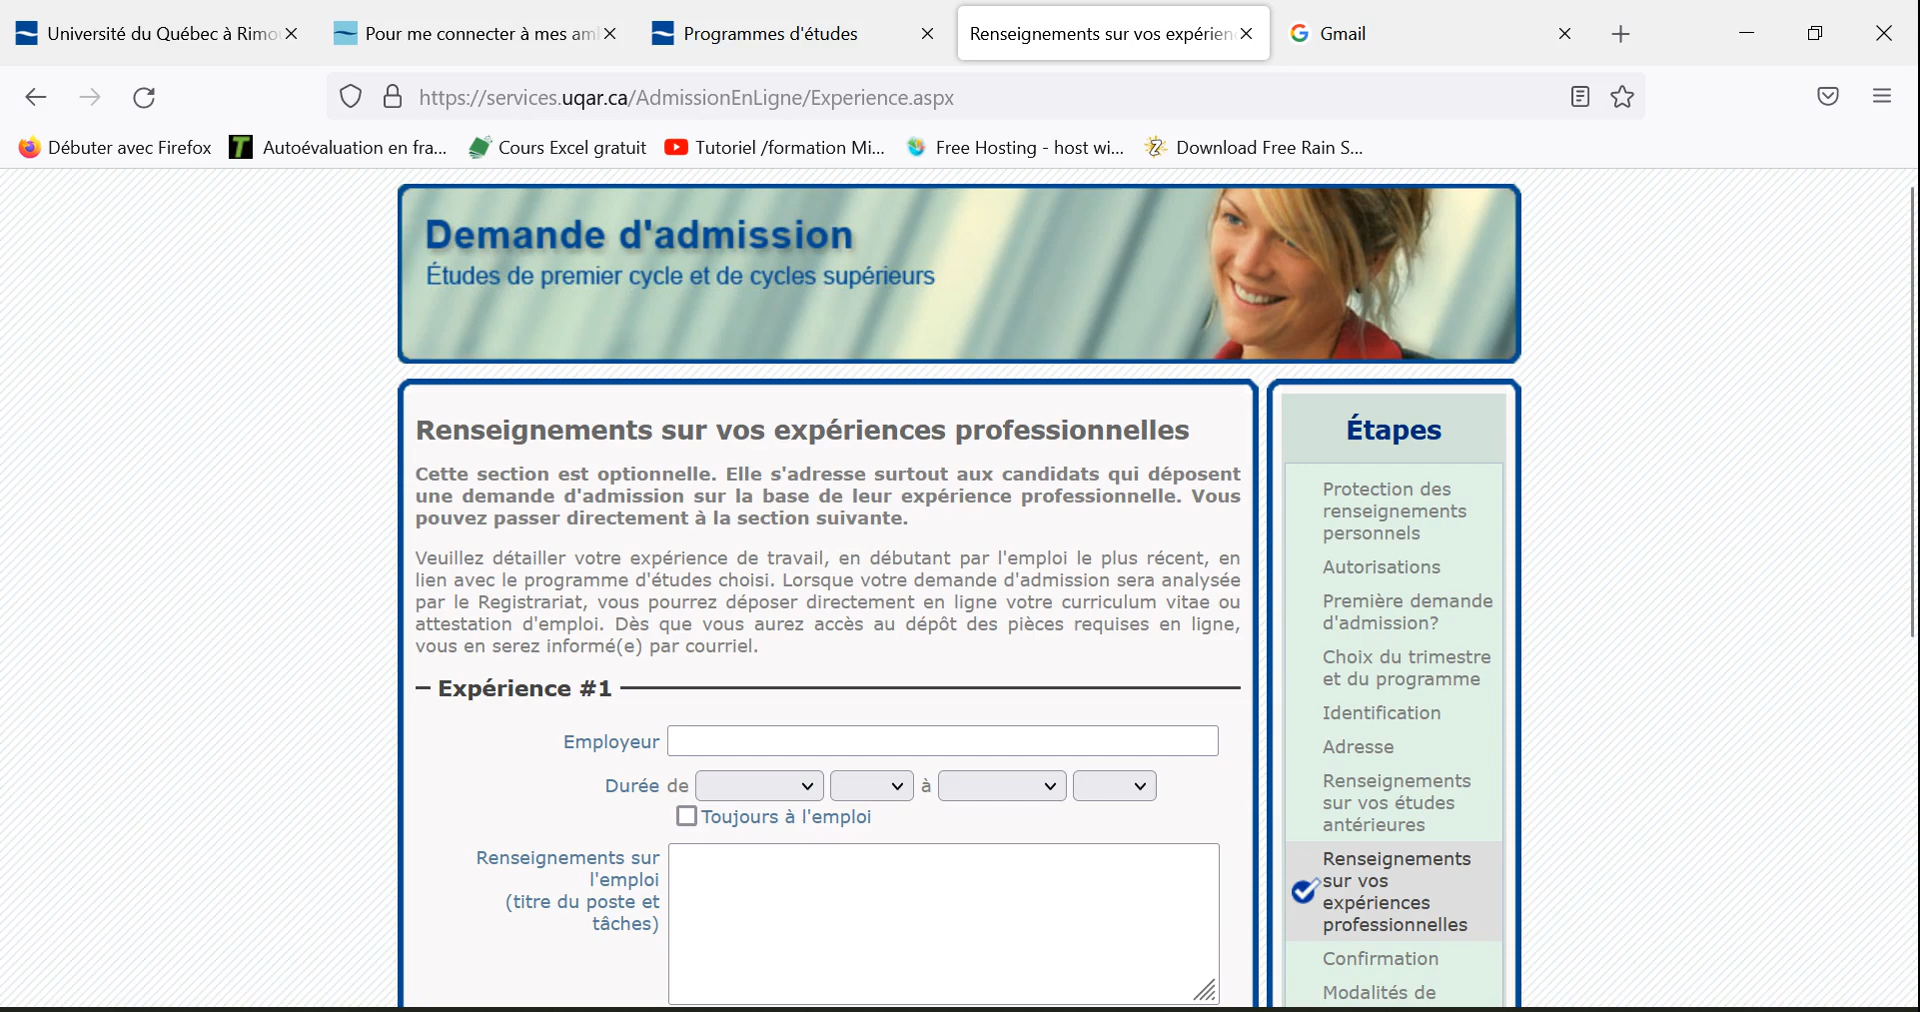 Université du Québec à Rimo
Pour me connecter à mes am
Programmes d'études
Renseignements sur vos expérien
Gmail
https://services.uqar.ca/AdmissionEnLigne/Experience.aspx
Débuter avec Firefox
Autoévaluation en fra...
Cours Excel gratuit
Tutoriel /formation Mi...
Free Hosting - host wi...
Download Free Rain S...
Demande d'admission
Études de premier cycle et de cycles supérieurs
Renseignements sur vos expériences professionnelles
Cette section est optionnelle. Elle s'adresse surtout aux candidats qui déposent
une demande d'admission sur la base de leur expérience professionnelle. Vous
pouvez passer directement à la section suivante.
Veuillez détailler votre expérience de travail, en débutant par l'emploi le plus récent, en
lien avec le programme d'études choisi. Lorsque votre demande d'admission sera analysée
par le Registrariat, vous pourrez déposer directement en ligne votre curriculum vitae ou
attestation d'emploi. Dès que vous aurez accès au dépôt des pièces requises en ligne,
vous en serez informé(e) par courriel.
Expérience #1
Employeur
Durée de
à
Toujours à l'emploi
Renseignements sur
l'emploi
(titre du poste et
tâches)
Étapes
Protection des
renseignements
personnels
Autorisations
Première demande
d'admission?
Choix du trimestre
et du programme
Identification
Adresse
Renseignements
sur vos études
antérieures
Renseignements
sur vos
expériences
professionnelles
Confirmation
Modalités de